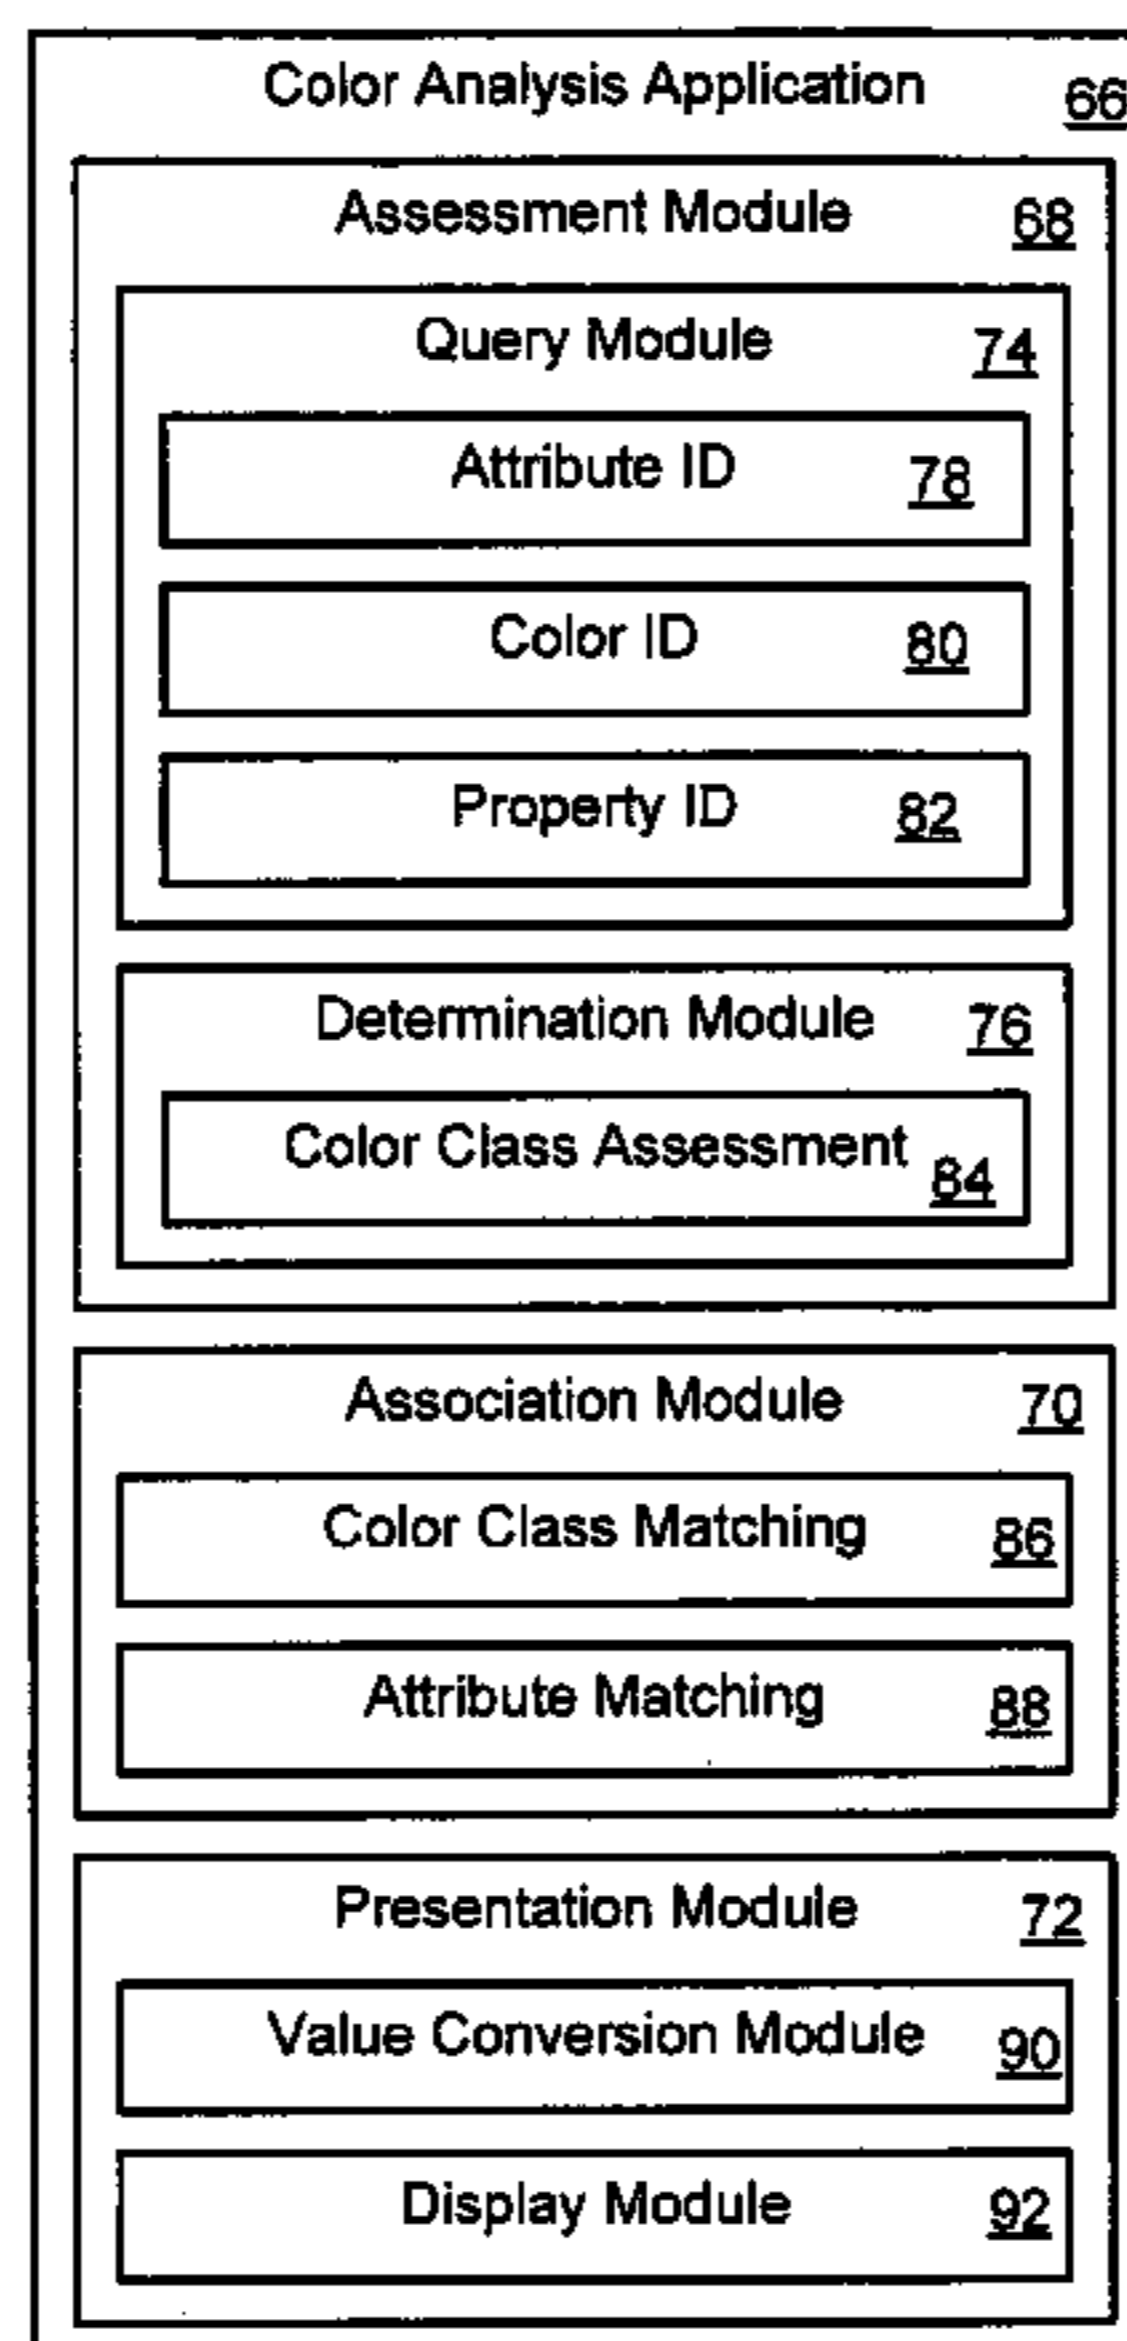 Color Analysis Application 66
Assessment Module 68
Query Module 74
Attribute ID 78
Color ID 80
Property ID 82
Determination Module 76
Color Class Assessment 84
Association Module 70
Color Class Matching 86
Attribute Matching 88
Presentation Module 72
Value Conversion Module 90
Display Module 92